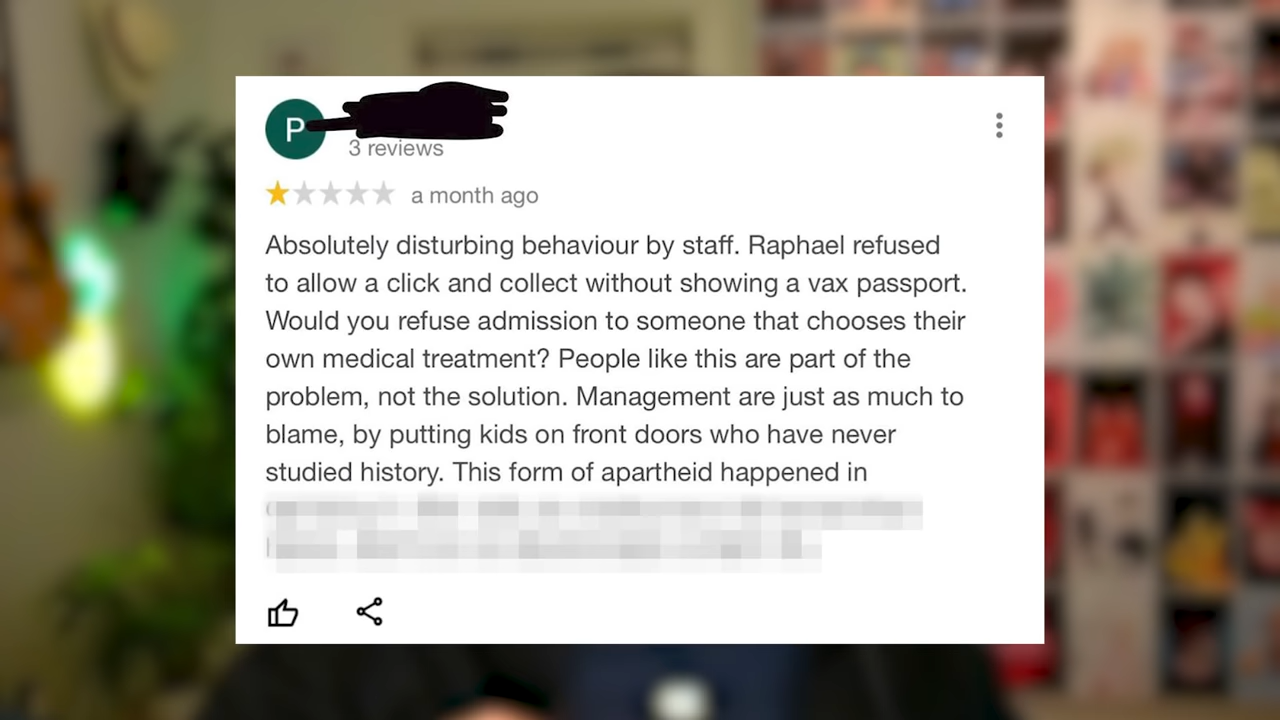 P
3 reviews
a month ago
Absolutely disturbing behaviour by staff. Raphael refused
to allow a click and collect without showing a vax passport.
Would you refuse admission to someone that chooses their
own medical treatment? People like this are part of the
problem, not the solution. Management are just as much to
blame, by putting kids on front doors who have never
studied history. This form of apartheid happened in